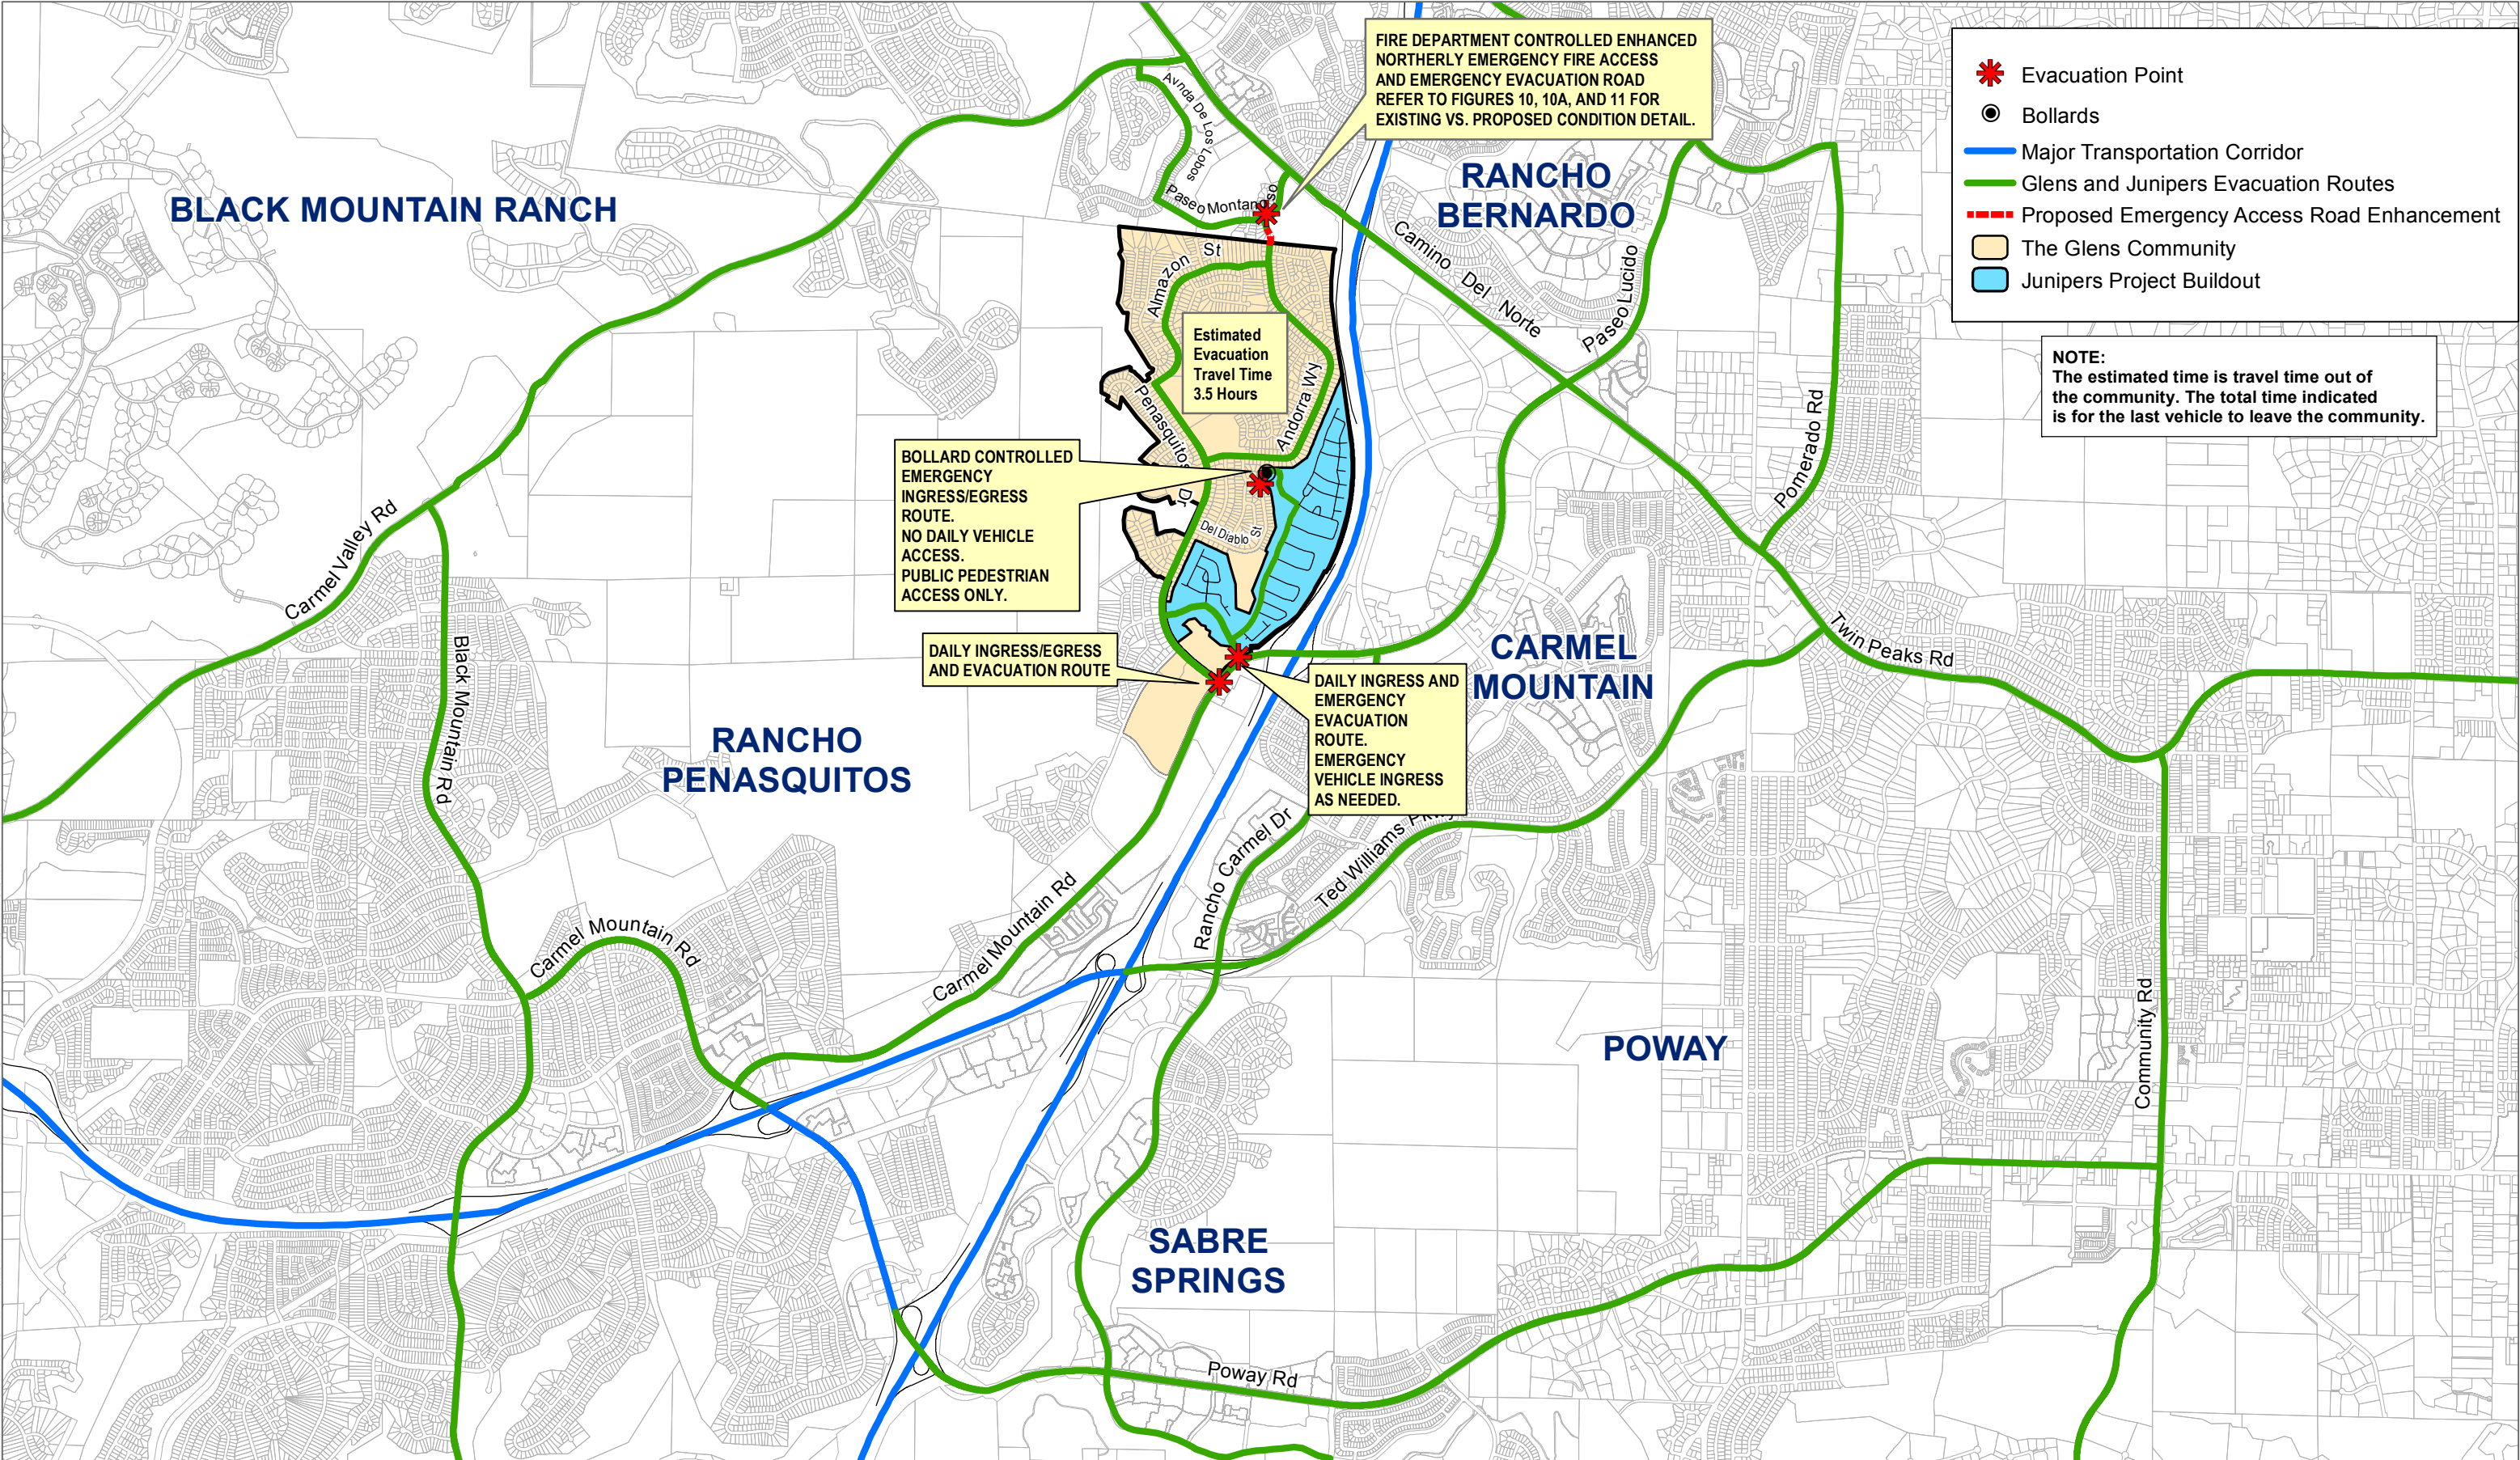 FIRE DEPARTMENT CONTROLLED ENHANCED
NORTHERLY EMERGENCY FIRE ACCESS
AND EMERGENCY EVACUATION ROAD
REFER TO FIGURES 10, 10A, AND 11 FOR
EXISTING VS. PROPOSED CONDITION DETAIL.
Evacuation Point
Bollards
Major Transportation Corridor
Glens and Junipers Evacuation Routes
Proposed Emergency Access Road Enhancement
The Glens Community
Junipers Project Buildout
NOTE:
The estimated time is travel time out of
the community. The total time indicated
is for the last vehicle to leave the community.
Avnda De Los Lobos
Paseo Montanoso
BLACK MOUNTAIN RANCH
RANCHO
BERNARDO
Camino Del Norte
Paseo Lucido
Almazon St
Estimated
Evacuation
Travel Time
3.5 Hours
Penasquitos Dr
Andorra Wy
Pomerado Rd
BOLLARD CONTROLLED
EMERGENCY
INGRESS/EGRESS
ROUTE.
NO DAILY VEHICLE
ACCESS.
PUBLIC PEDESTRIAN
ACCESS ONLY.
Del Diablo St
Carmel Valley Rd
Black Mountain Rd
DAILY INGRESS/EGRESS
AND EVACUATION ROUTE
DAILY INGRESS AND
EMERGENCY
EVACUATION
ROUTE.
EMERGENCY
VEHICLE INGRESS
AS NEEDED.
CARMEL
MOUNTAIN
Twin Peaks Rd
RANCHO
PENASQUITOS
Rancho Carmel Dr
Ted Williams Pkwy
Carmel Mountain Rd
Carmel Mountain Rd
POWAY
Community Rd
SABRE
SPRINGS
Poway Rd